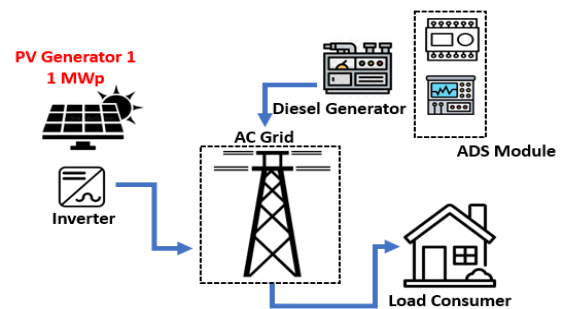 PV Generator 1
1 MWp
Inverter
Diesel Generator
AC Grid
ADS Module
Load Consumer